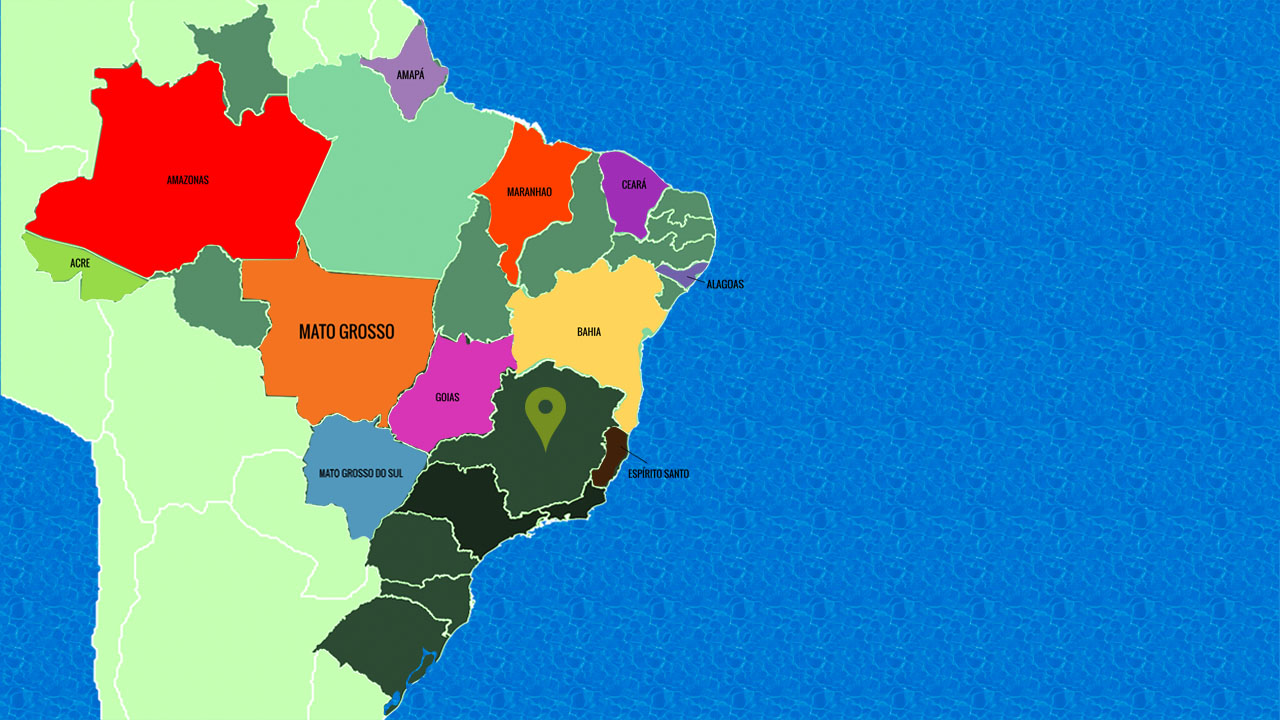 AMAPÁ
AMAZONAS
MARANHAO
CEARÁ
ACRE
ALAGOAS
MATO GROSSO
BAHIA
GOIAS
MATO GROSSO DO SUL
ESPÍRITO SANTO